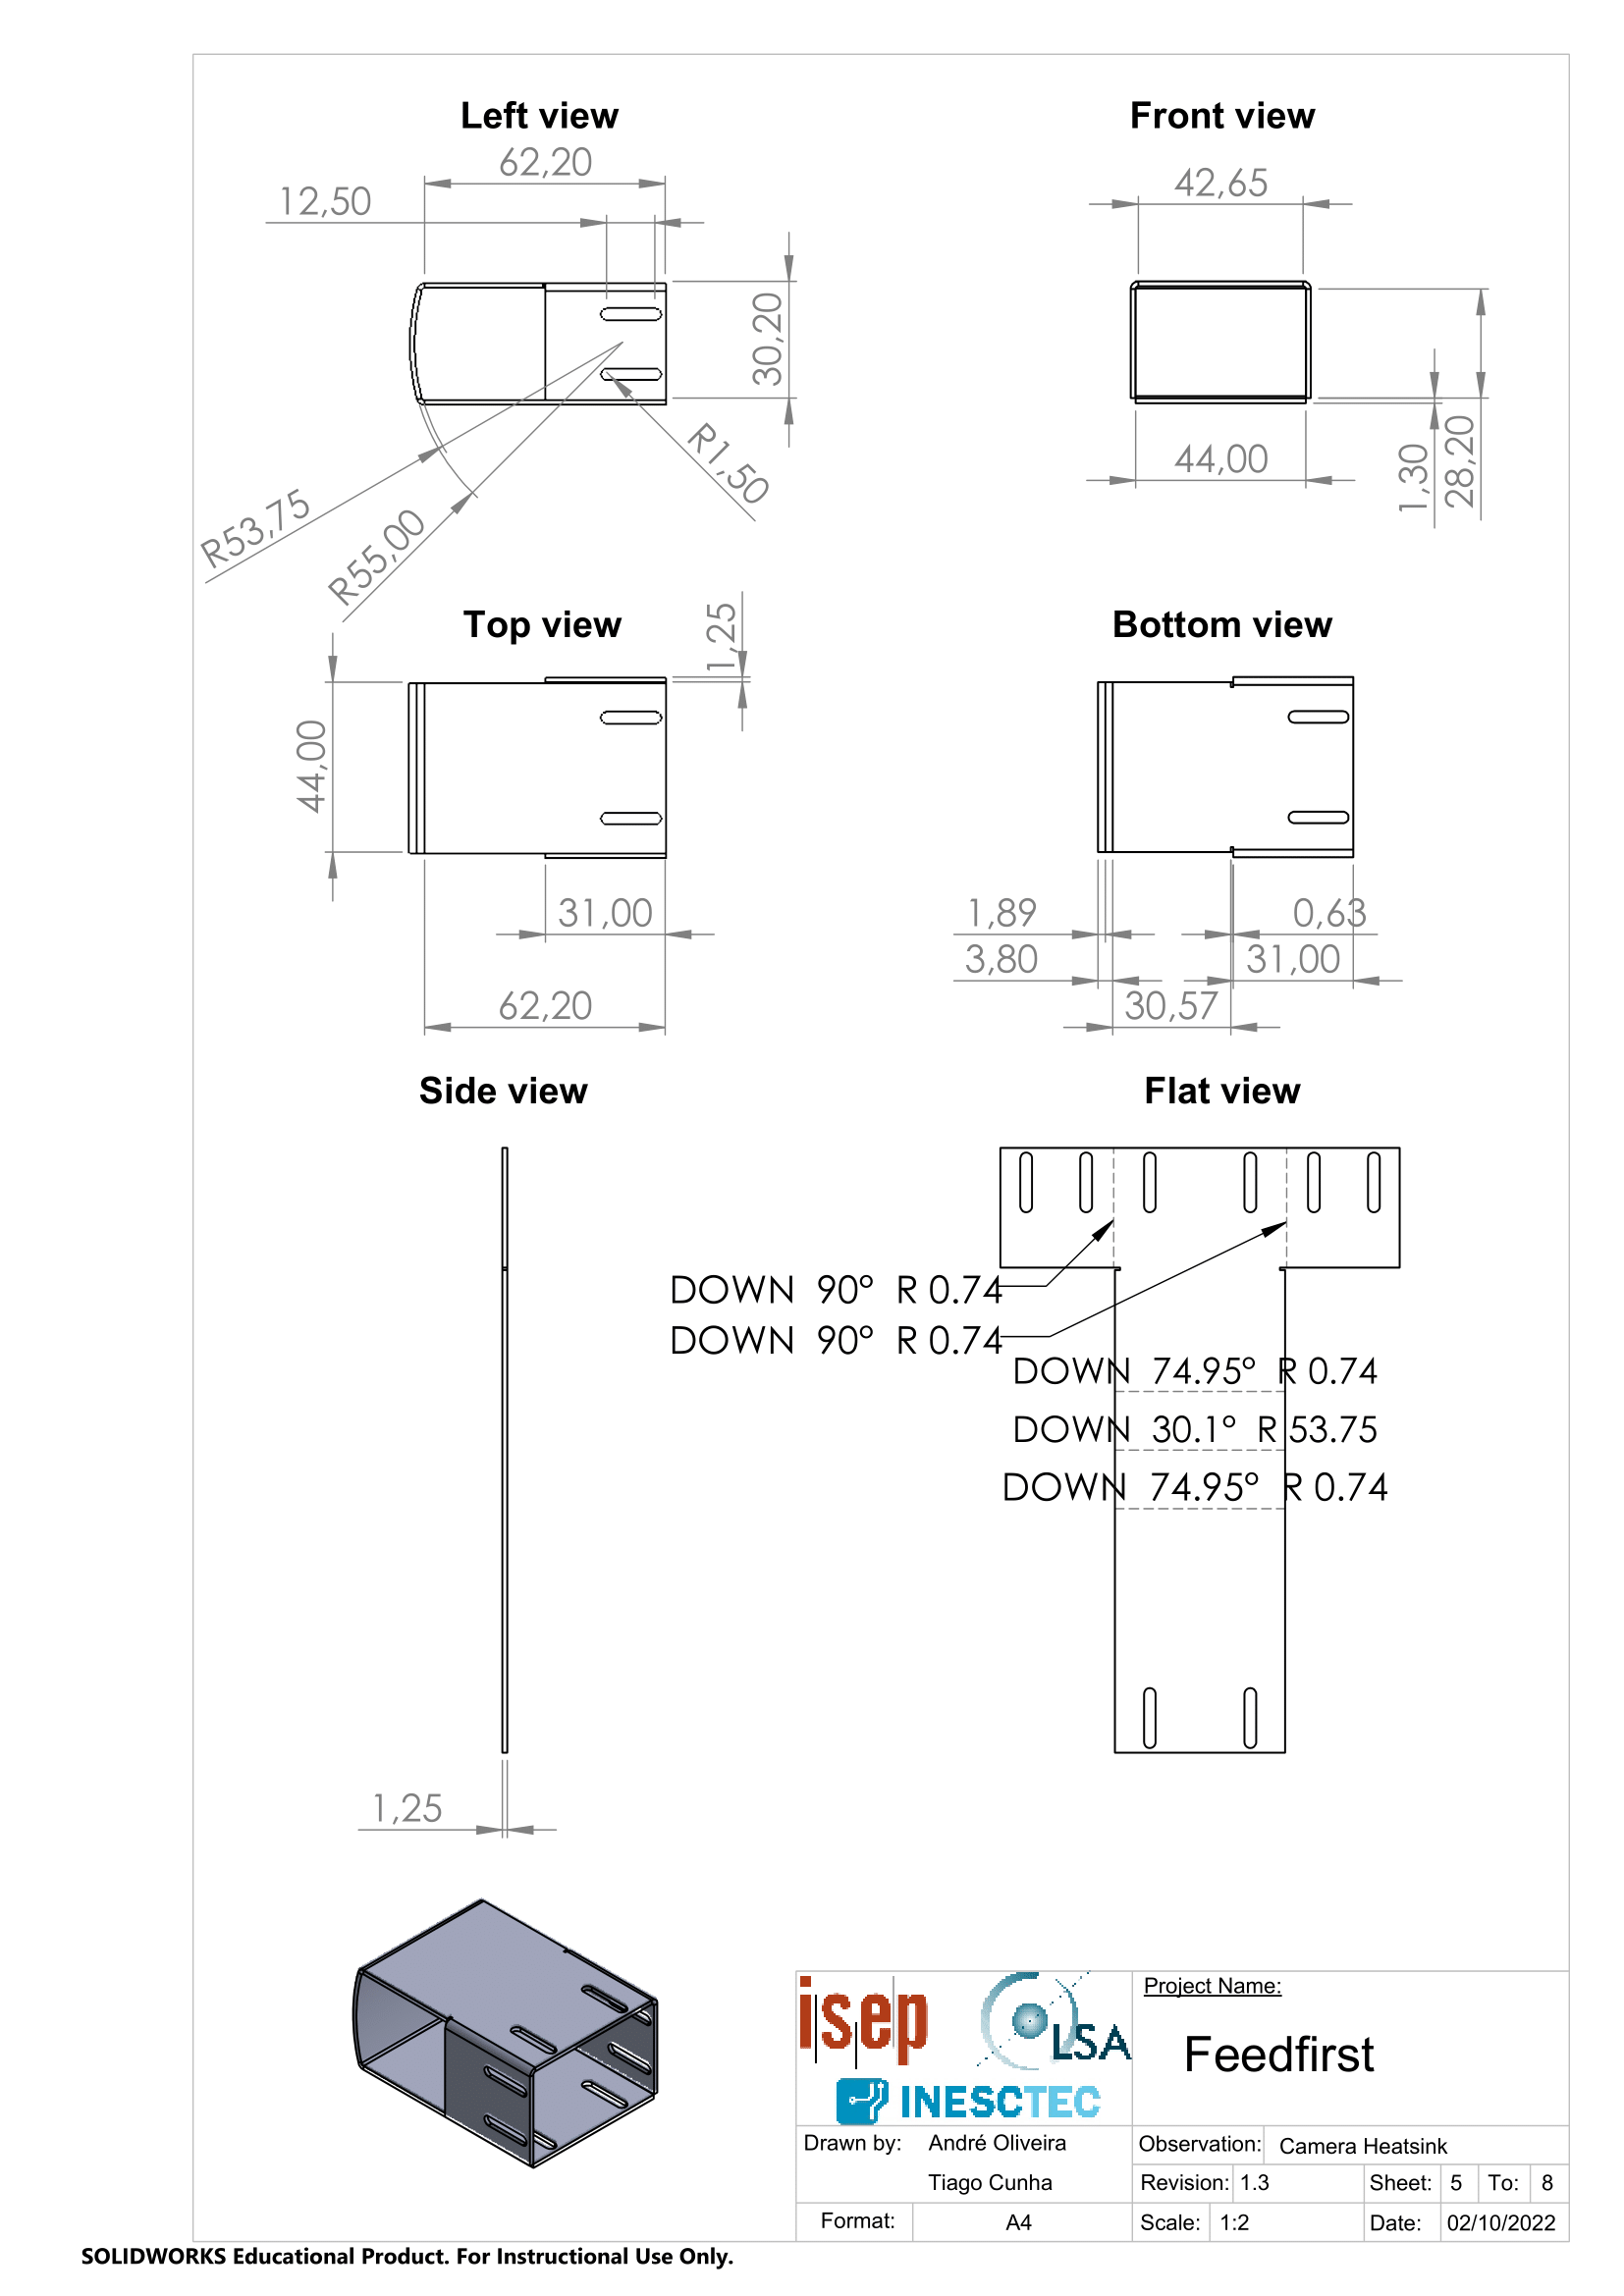 Left view
Front view
62,20
12,50
30,20
R53,75
R55,00
R1,50
42,65
44,00
1,30
28,20
Top view
Bottom view
1,25
44,00
31,00
62,20
1,89
0,63
3,80
31,00
30,57
Side view
Flat view
DOWN 90° R 0.74
DOWN 90° R 0.74
DOWN 74.95° R 0.74
DOWN 30.1° R 53.75
DOWN 74.95° R 0.74
1,25
isep
LSA
INESCTEC
Project Name:
Feedfirst
Drawn by: André Oliveira
Tiago Cunha
Observation: Camera Heatsink
Revision: 1.3
Sheet: 5 To: 8
Format: A4
Scale: 1:2
Date: 02/10/2022
SOLIDWORKS Educational Product. For Instructional Use Only.